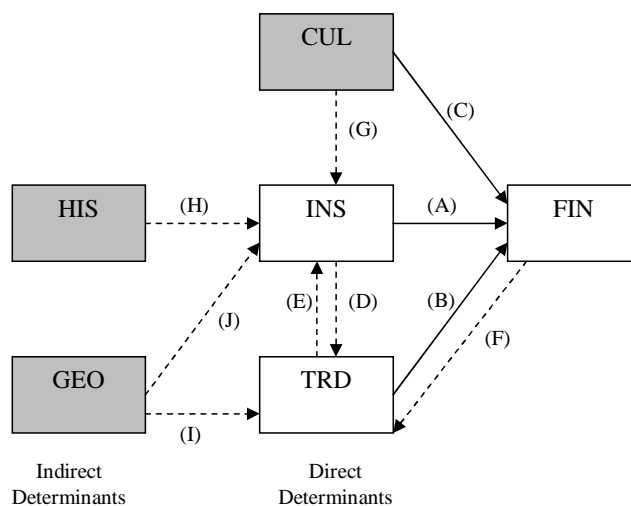 CUL
(G)
(C)
HIS
(H)
INS
(A)
FIN
(J)
(E)
(D)
(B)
(F)
GEO
(I)
TRD
Indirect
Determinants
Direct
Determinants